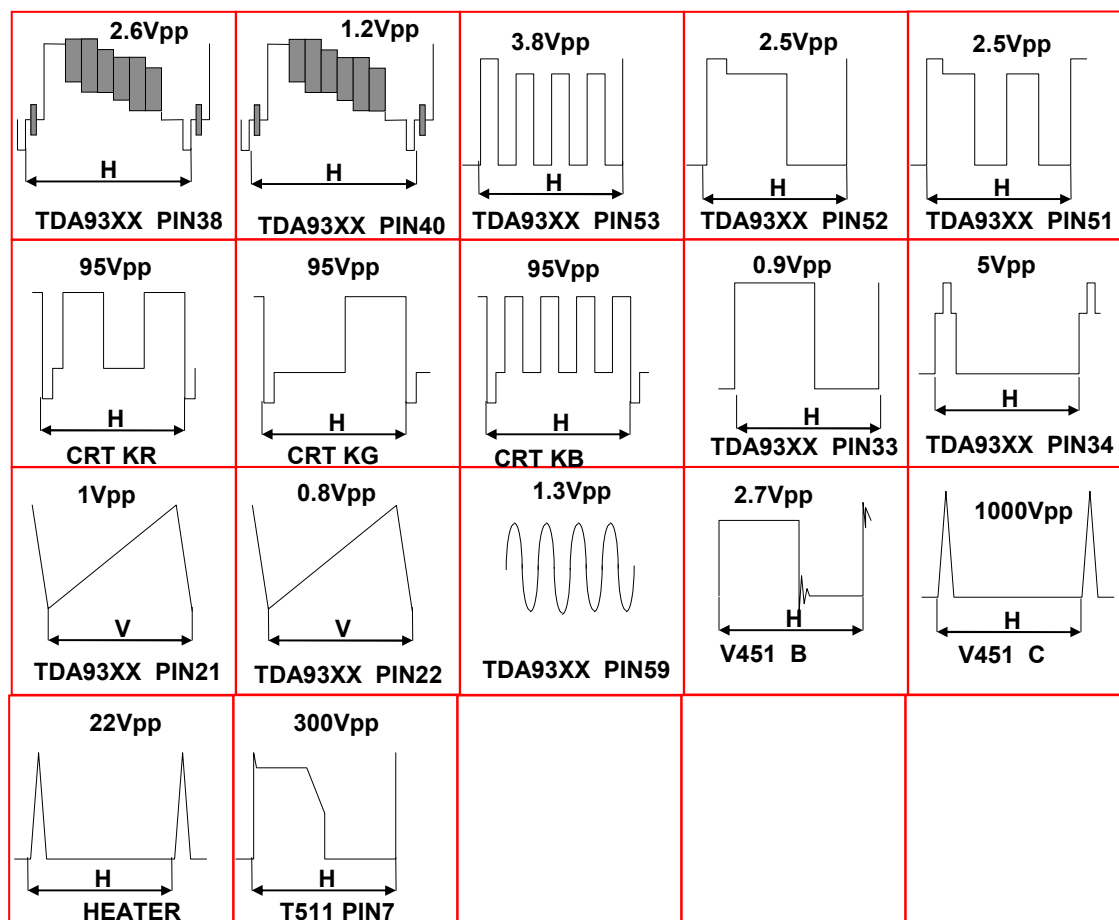 2.6Vpp
H
TDA93XX PIN38
1.2Vpp
H
TDA93XX PIN40
3.8Vpp
H
TDA93XX PIN53
2.5Vpp
H
TDA93XX PIN52
2.5Vpp
H
TDA93XX PIN51
95Vpp
H
CRT KR
95Vpp
H
CRT KG
95Vpp
H
CRT KB
0.9Vpp
H
TDA93XX PIN33
5Vpp
H
TDA93XX PIN34
1Vpp
V
TDA93XX PIN21
0.8Vpp
V
TDA93XX PIN22
1.3Vpp
TDA93XX PIN59
2.7Vpp
H
V451 B
1000Vpp
H
V451 C
22Vpp
H
HEATER
300Vpp
H
T511 PIN7